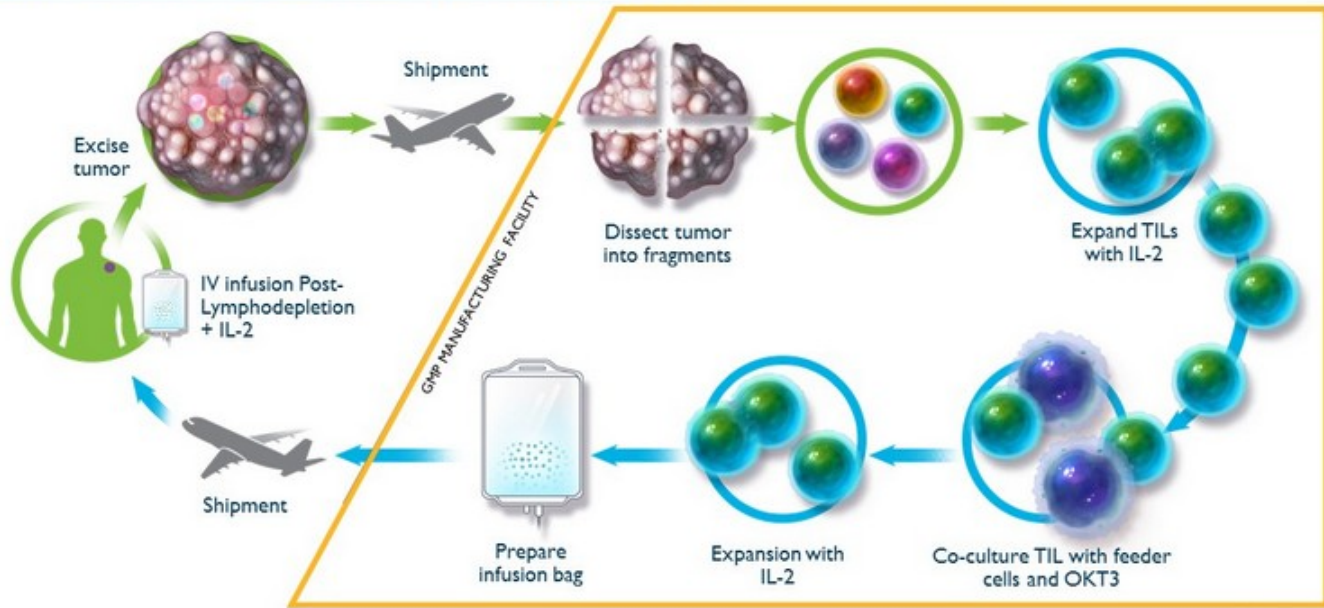 Shipment
Excise
tumor
IV infusion Post-
Lymphodepletion
+ IL-2
GMP MANUFACTURING FACILITY
Dissect tumor
into fragments
Expand TILs
with IL-2
Co-culture TIL with feeder
cells and OKT3
Expansion with
IL-2
Prepare
infusion bag
Shipment